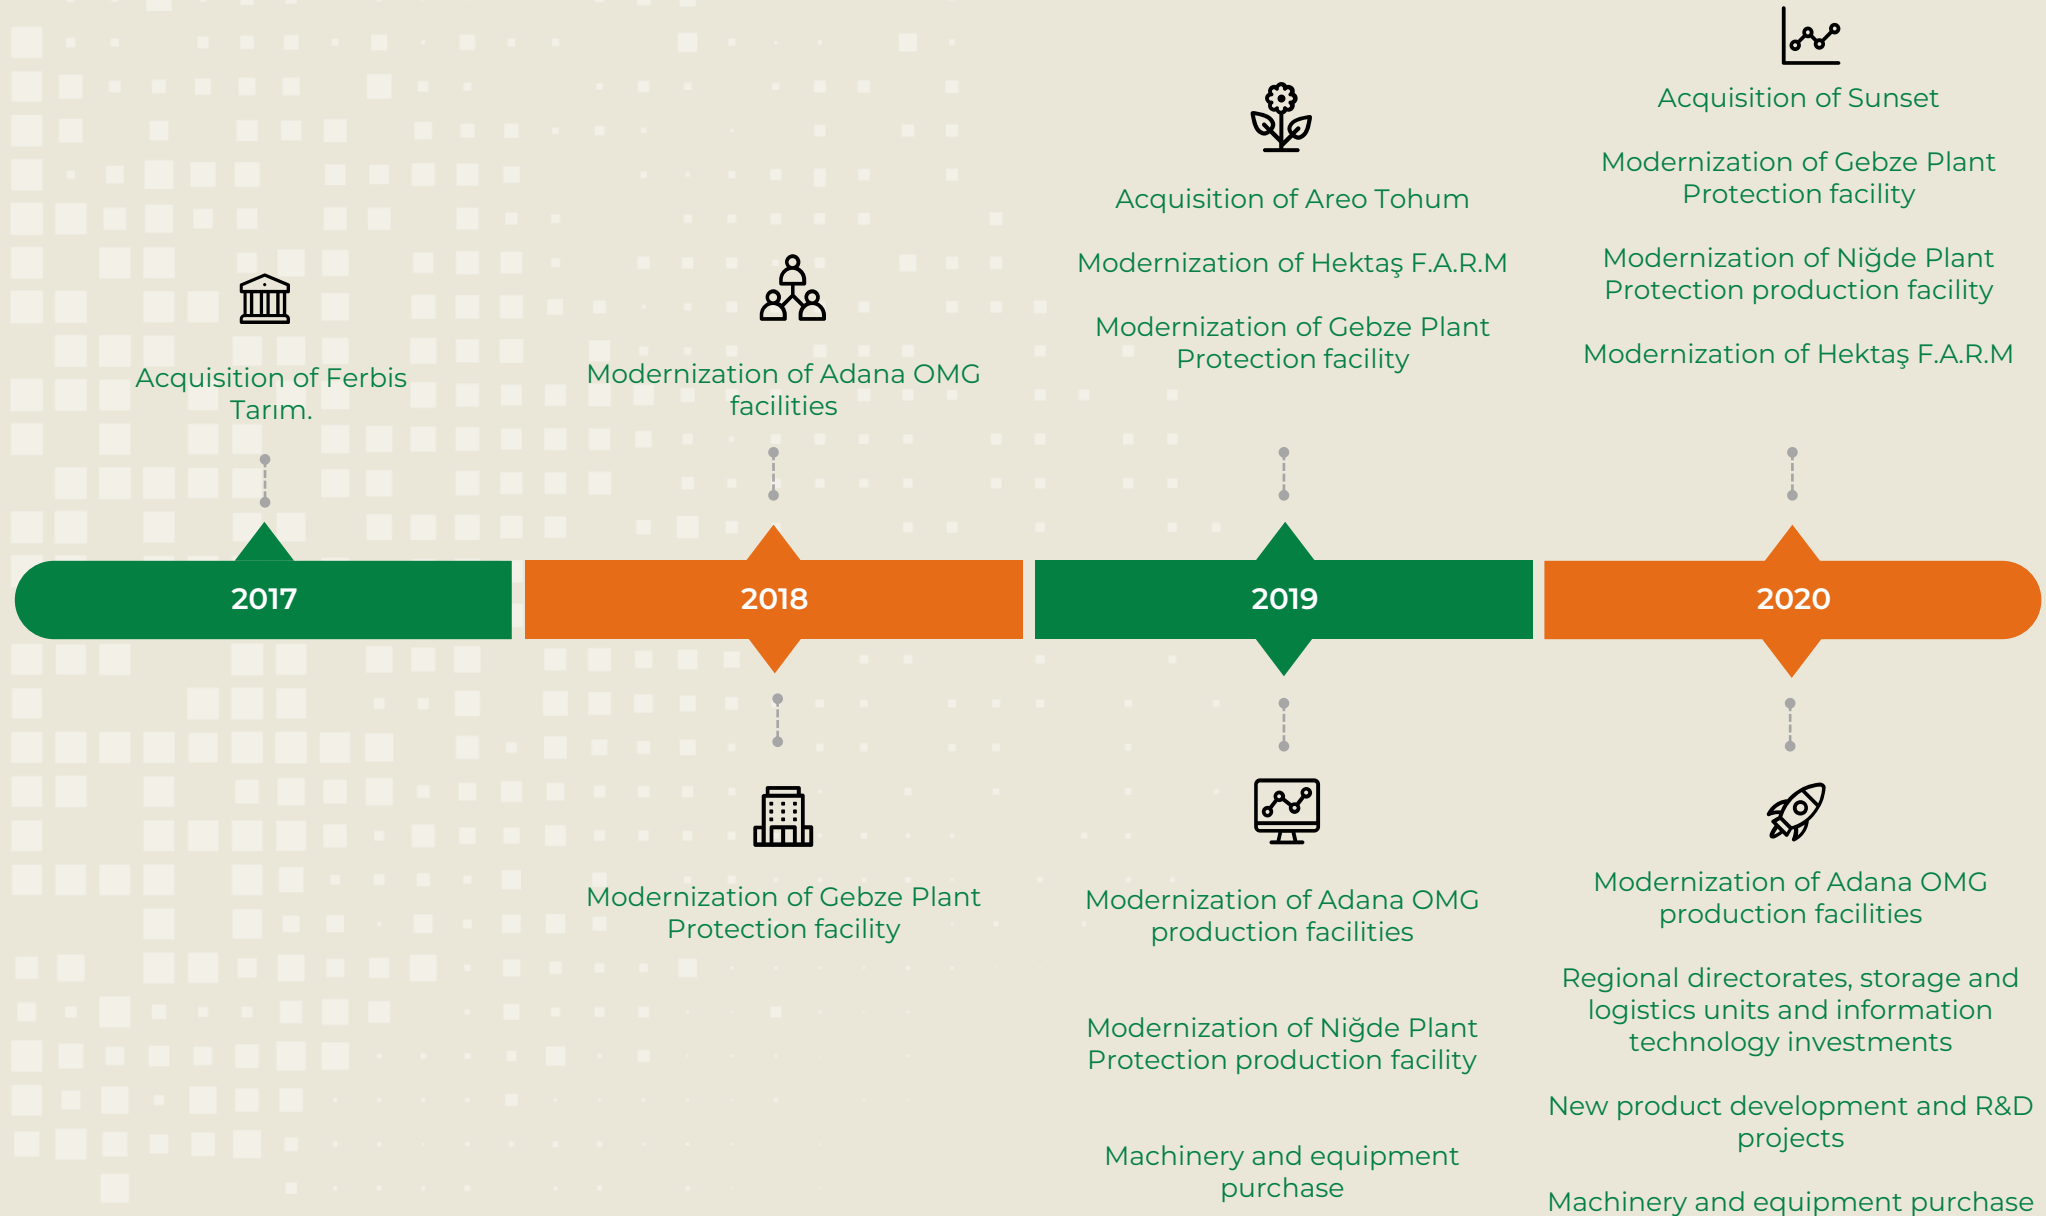 2017
Acquisition of Ferbis
Tarım.
2018
Modernization of Adana OMG
facilities
Modernization of Gebze Plant
Protection facility
2019
Acquisition of Areo Tohum
Modernization of Hektaş F.A.R.M
Modernization of Gebze Plant
Protection facility
Modernization of Adana OMG
production facilities
Modernization of Niğde Plant
Protection production facility
Machinery and equipment
purchase
2020
Acquisition of Sunset
Modernization of Gebze Plant
Protection facility
Modernization of Niğde Plant
Protection production facility
Modernization of Hektaş F.A.R.M
Modernization of Adana OMG
production facilities
Regional directorates, storage and
logistics units and information
technology investments
New product development and R&D
projects
Machinery and equipment purchase